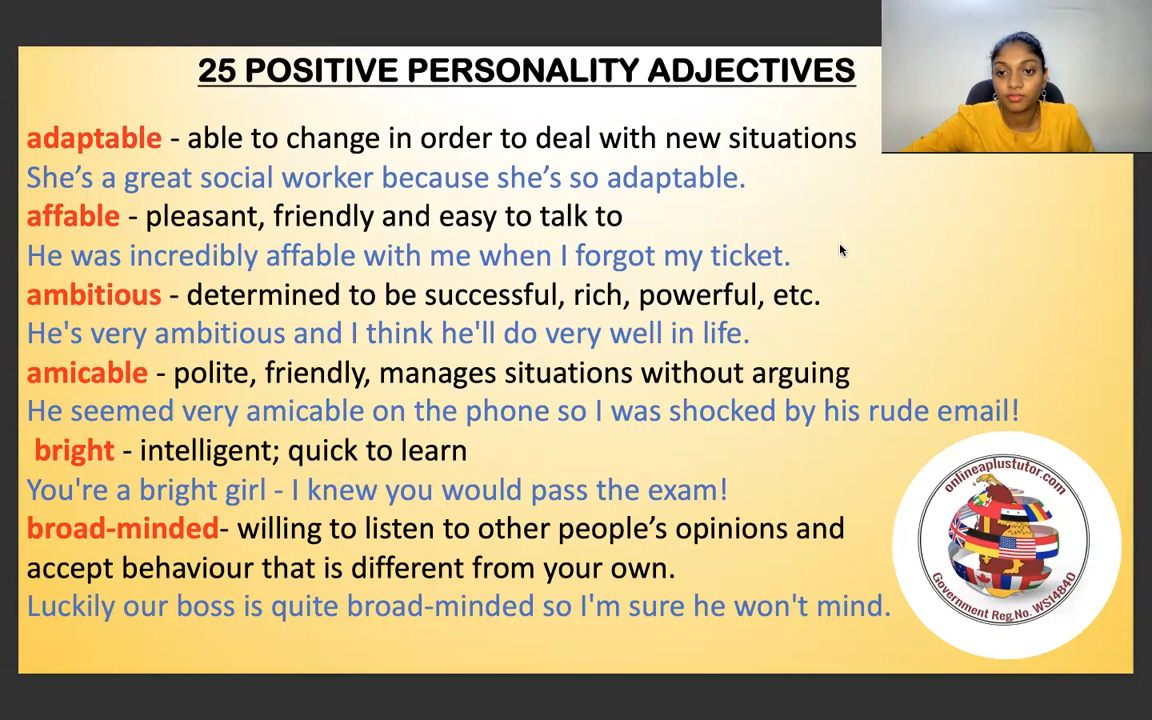 25 POSITIVE PERSONALITY ADJECTIVES
adaptable - able to change in order to deal with new situations
She's a great social worker because she's so adaptable.
affable - pleasant, friendly and easy to talk to
He was incredibly affable with me when I forgot my ticket.
ambitious - determined to be successful, rich, powerful, etc.
He's very ambitious and I think he'll do very well in life.
amicable - polite, friendly, manages situations without arguing
He seemed very amicable on the phone so I was shocked by his rude email!
bright - intelligent; quick to learn
You're a bright girl - I knew you would pass the exam!
broad-minded- willing to listen to other people’s opinions and
accept behaviour that is different from your own.
Luckily our boss is quite broad-minded so I'm sure he won't mind.
onlineaplustutor.com
Government Reg.No. WS14840